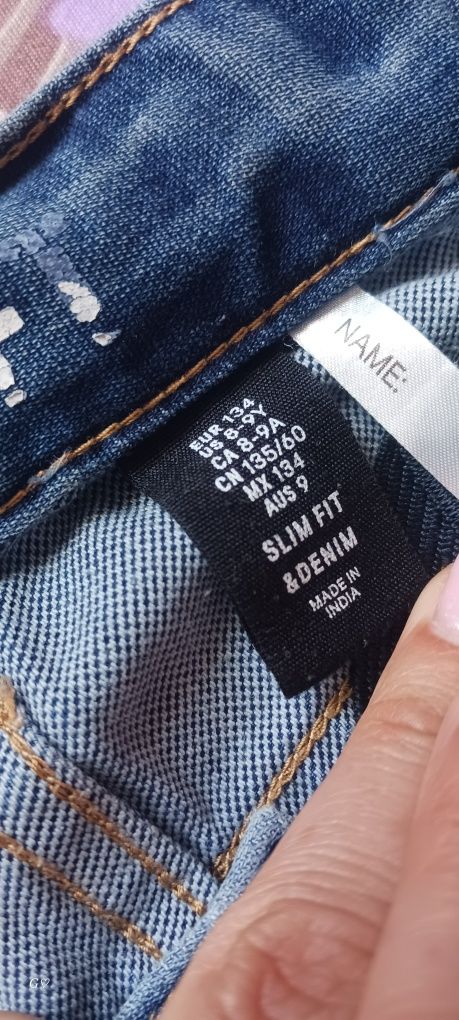 NAME:
EUR 134
US 8-9Y
CA 8-9A
CN 135/60
MX 134
AUS 9
SLIM FIT
&DENIM
MADE IN
INDIA